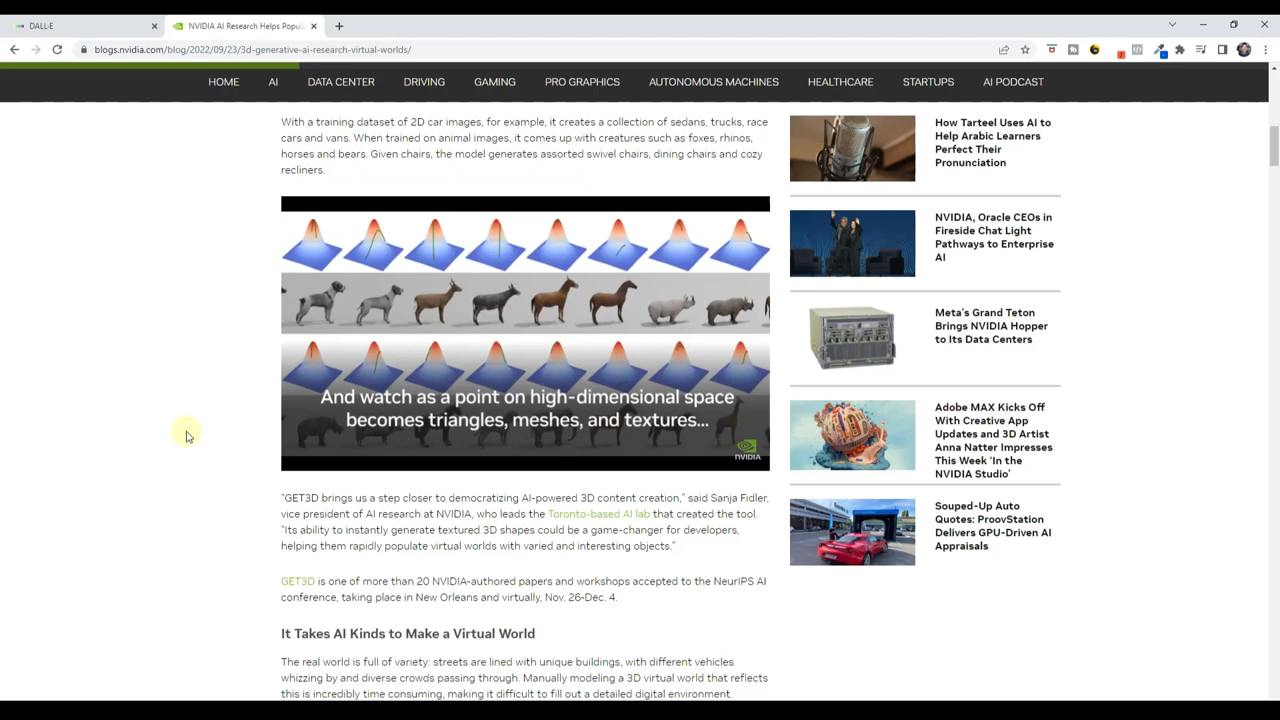 DALL·E
NVIDIA AI Research Helps Popula
blogs.nvidia.com/blog/2022/09/23/3d-generative-ai-research-virtual-worlds/
HOME AI DATA CENTER DRIVING GAMING PRO GRAPHICS AUTONOMOUS MACHINES HEALTHCARE STARTUPS AI PODCAST
With a training dataset of 2D car images, for example, it creates a collection of sedans, trucks, race
cars and vans. When trained on animal images, it comes up with creatures such as foxes, rhinos,
horses and bears. Given chairs, the model generates assorted swivel chairs, dining chairs and cozy
recliners.
And watch as a point on high-dimensional space
becomes triangles, meshes, and textures...
NVIDIA
“GET3D brings us a step closer to democratizing AI-powered 3D content creation,” said Sanja Fidler,
vice president of AI research at NVIDIA, who leads the Toronto-based AI lab that created the tool.
“Its ability to instantly generate textured 3D shapes could be a game-changer for developers,
helping them rapidly populate virtual worlds with varied and interesting objects.”
GET3D is one of more than 20 NVIDIA-authored papers and workshops accepted to the NeurIPS AI
conference, taking place in New Orleans and virtually, Nov. 26-Dec. 4.
It Takes AI Kinds to Make a Virtual World
The real world is full of variety: streets are lined with unique buildings, with different vehicles
whizzing by and diverse crowds passing through. Manually modeling a 3D virtual world that reflects
this is incredibly time consuming, making it difficult to fill out a detailed digital environment.
How Tarteel Uses AI to
Help Arabic Learners
Perfect Their
Pronunciation
NVIDIA, Oracle CEOs in
Fireside Chat Light
Pathways to Enterprise
AI
Meta’s Grand Teton
Brings NVIDIA Hopper
to Its Data Centers
Adobe MAX Kicks Off
With Creative App
Updates and 3D Artist
Anna Natter Impresses
This Week ‘In the
NVIDIA Studio’
Souped-Up Auto
Quotes: ProovStation
Delivers GPU-Driven AI
Appraisals